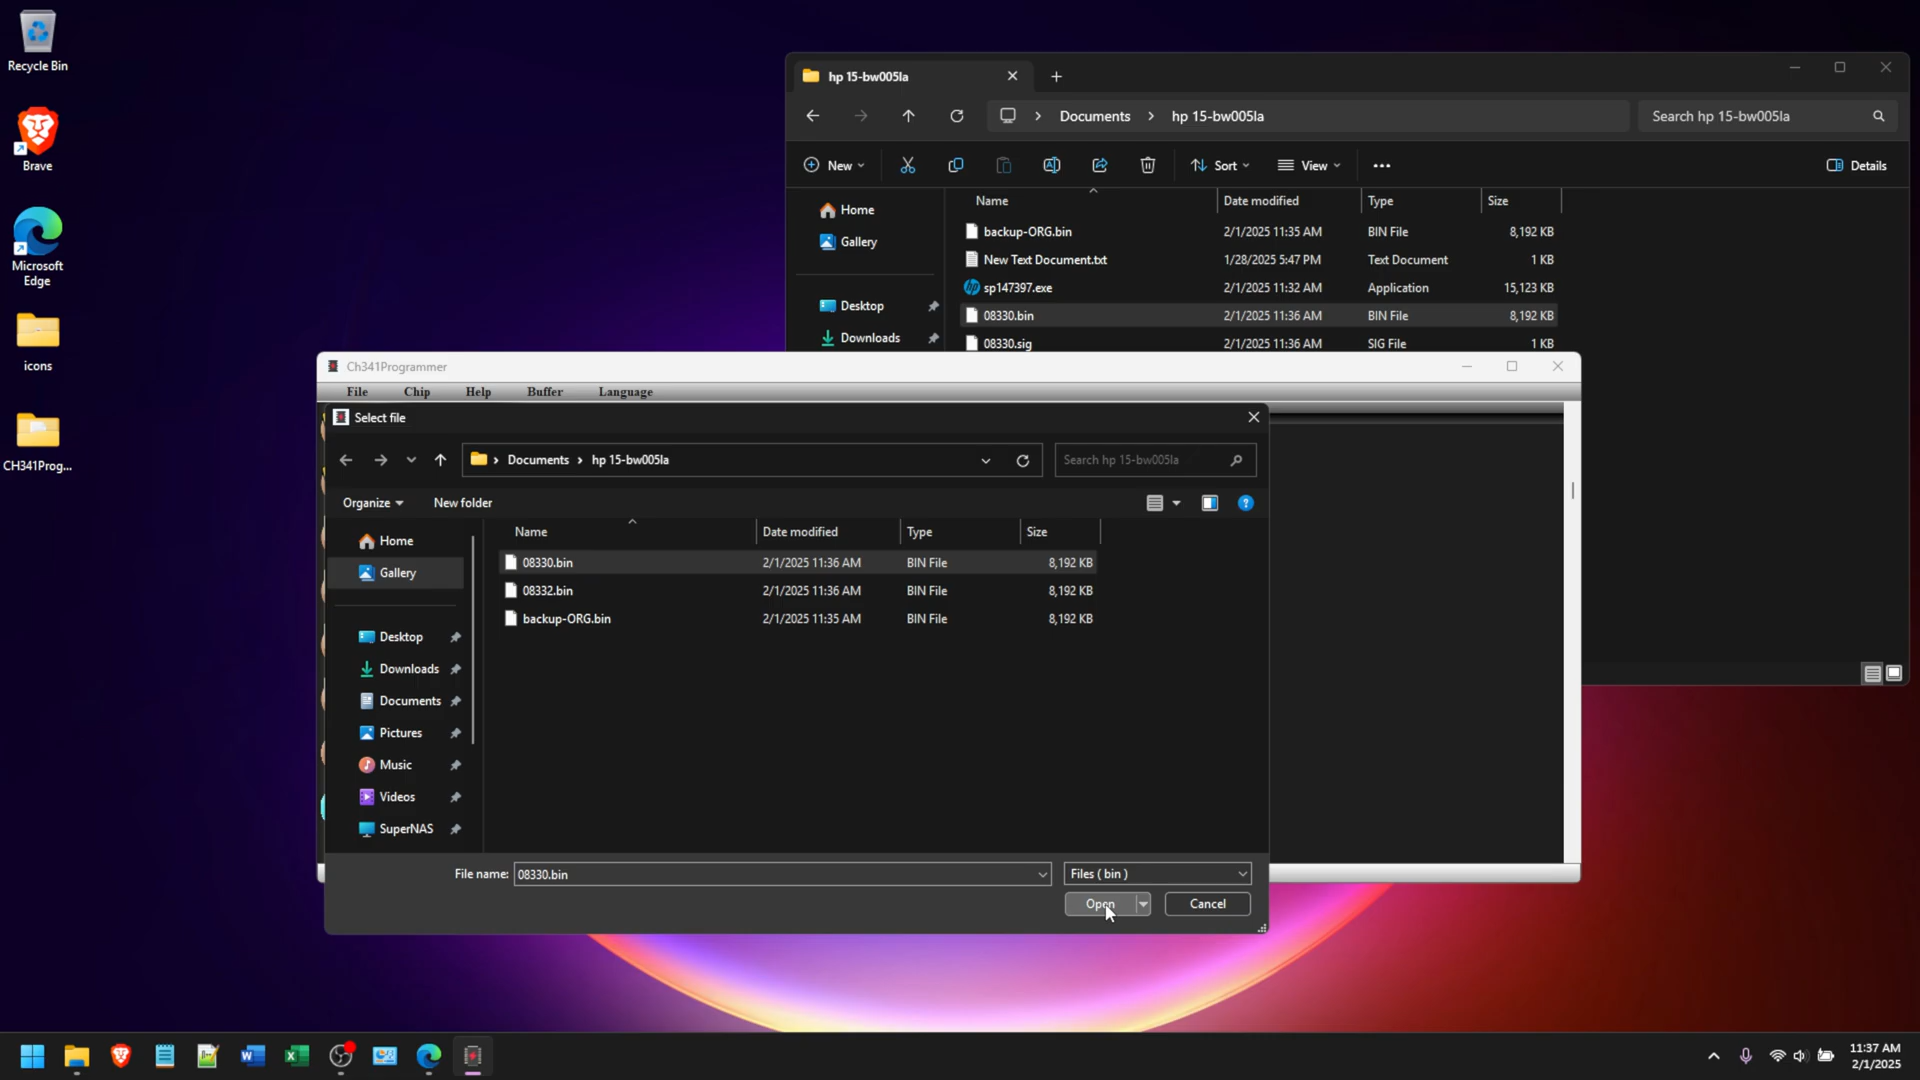 Recycle Bin
Brave
Microsoft
Edge
icons
CH341Prog...
hp 15-bw005la
Documents
hp 15-bw005la
Search hp 15-bw005la
New
Sort
View
Details
Name Date modified Type Size
Home
Gallery
Desktop
Downloads
backup-ORG.bin 2/1/2025 11:35 AM BIN File 8,192 KB
New Text Document.txt 1/28/2025 5:47 PM Text Document 1 KB
sp147397.exe 2/1/2025 11:32 AM Application 15,123 KB
08330.bin 2/1/2025 11:36 AM BIN File 8,192 KB
08330.sig 2/1/2025 11:36 AM SIG File 1 KB
Ch341Programmer
File Chip Help Buffer Language
Select file
Documents
hp 15-bw005la
Search hp 15-bw005la
Organize New folder
Name Date modified Type Size
Home
Gallery
Desktop
Downloads
Documents
Pictures
Music
Videos
SuperNAS
08330.bin 2/1/2025 11:36 AM BIN File 8,192 KB
08332.bin 2/1/2025 11:36 AM BIN File 8,192 KB
backup-ORG.bin 2/1/2025 11:35 AM BIN File 8,192 KB
File name: 08330.bin Files ( bin )
Open Cancel
11:37 AM
2/1/2025